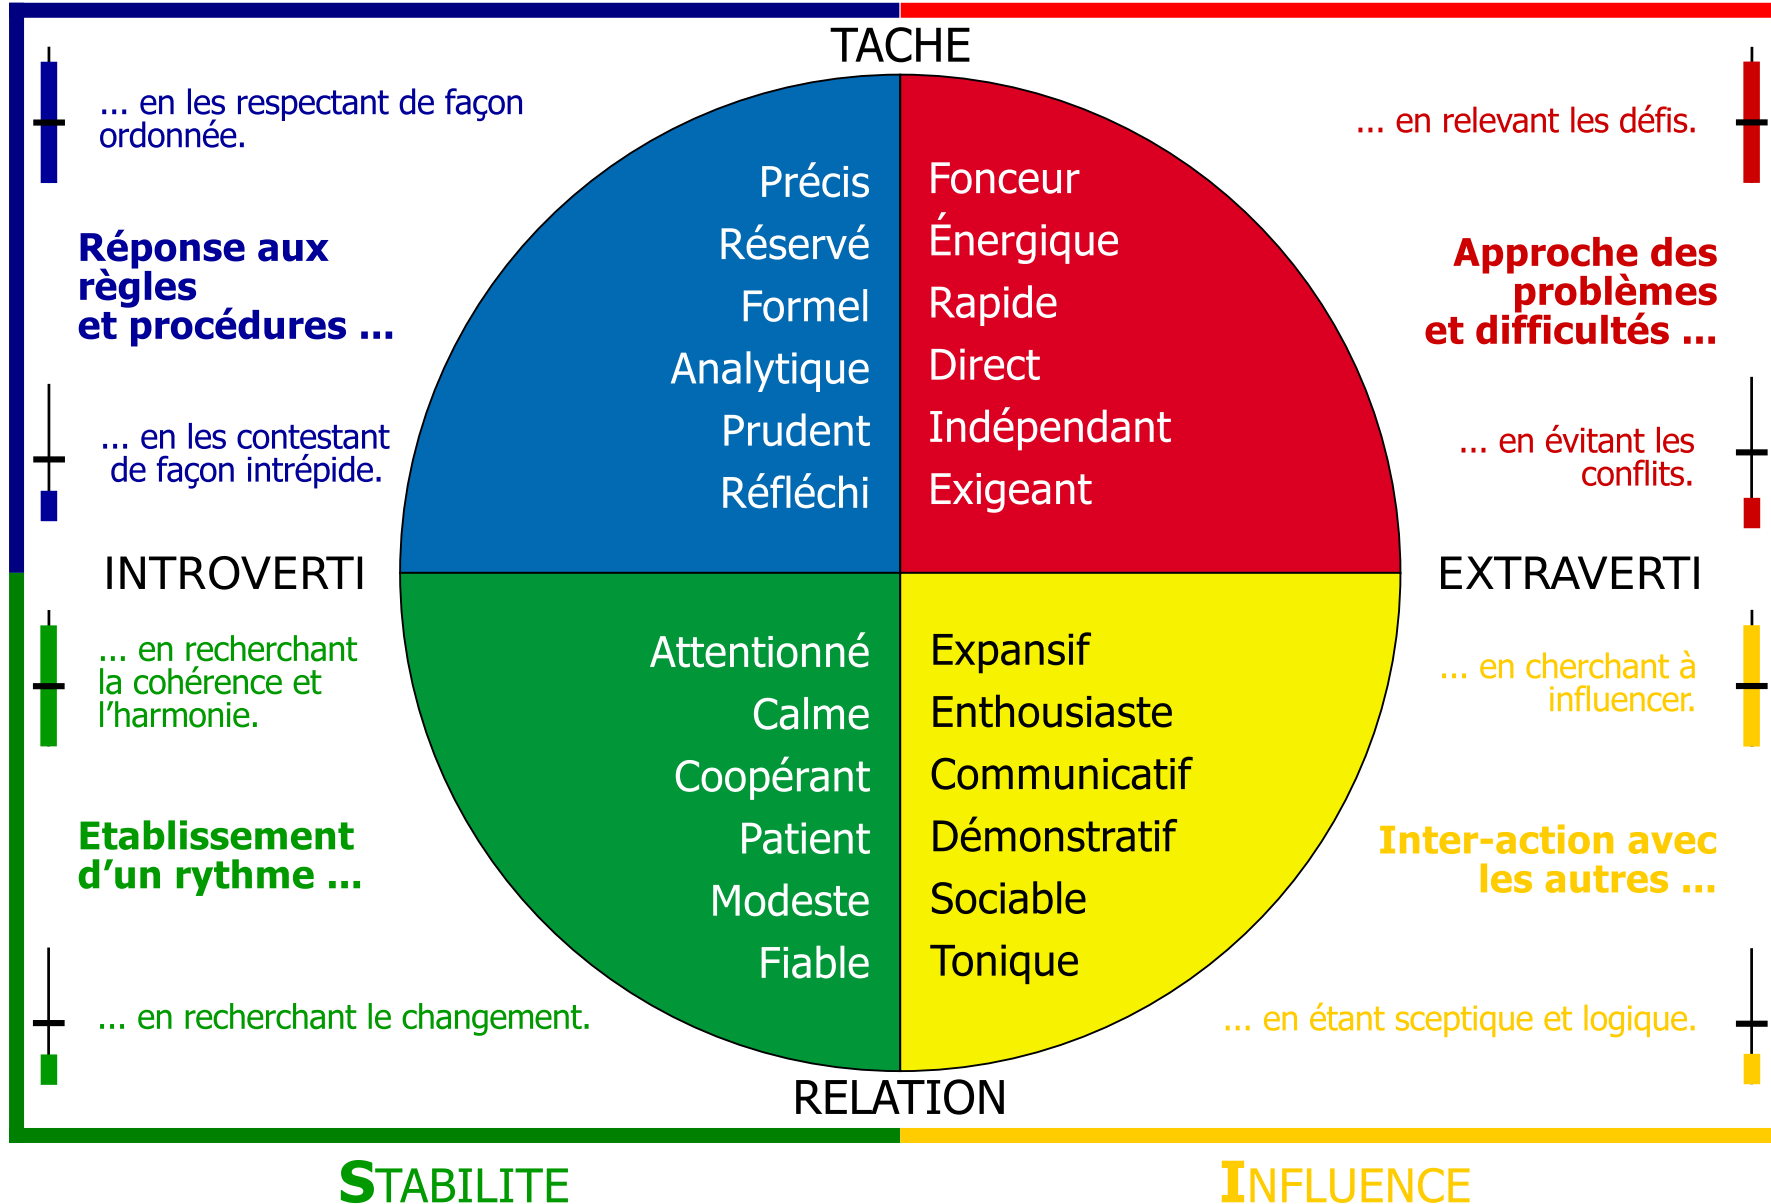 TACHE
... en les respectant de façon
ordonnée.
Réponse aux
règles
et procédures ...
... en les contestant
de façon intrépide.
Précis
Réservé
Formel
Analytique
Prudent
Réfléchi
Fonceur
Énergique
Rapide
Direct
Indépendant
Exigeant
... en relevant les défis.
Approche des
problèmes
et difficultés ...
... en évitant les
conflits.
INTROVERTI
EXTRAVERTI
... en recherchant
la cohérence et
l’harmonie.
Etablissement
d’un rythme ...
... en recherchant le changement.
Attentionné
Calme
Coopérant
Patient
Modeste
Fiable
Expansif
Enthousiaste
Communicatif
Démonstratif
Sociable
Tonique
... en cherchant à
influencer.
Inter-action avec
les autres ...
... en étant sceptique et logique.
RELATION
STABILITE
INFLUENCE